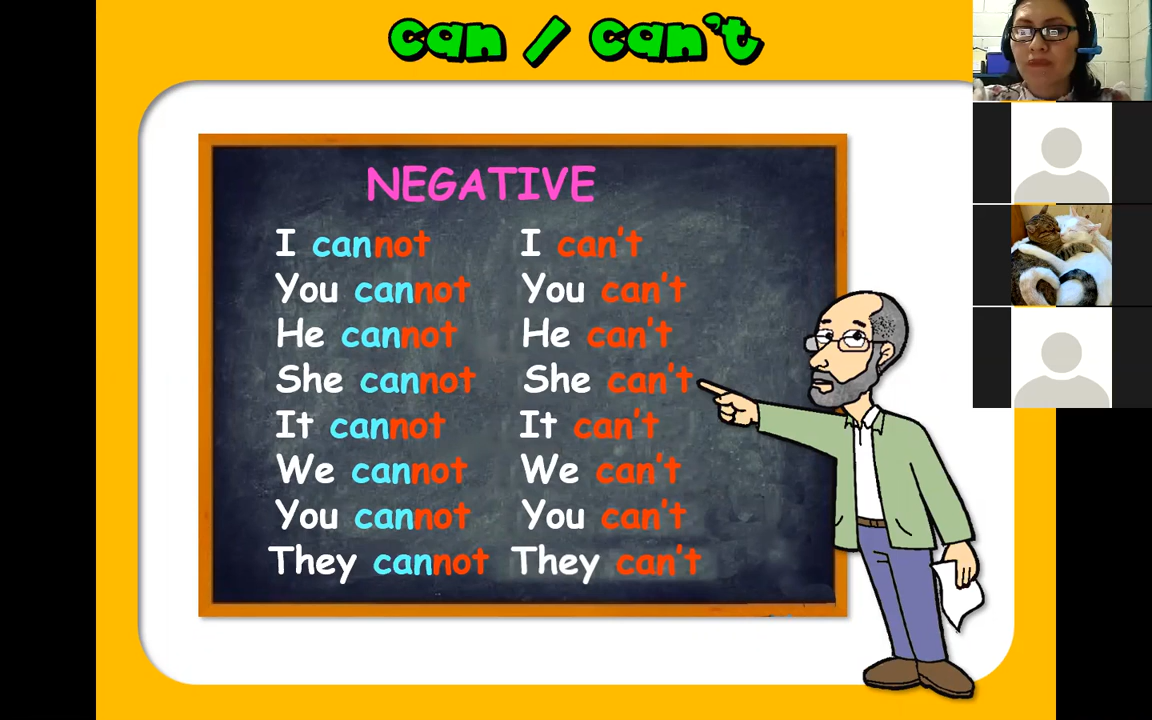 can / can't
NEGATIVE
I cannot I can't
You cannot You can't
He cannot He can't
She cannot She can't
It cannot It can't
We cannot We can't
You cannot You can't
They cannot They can't